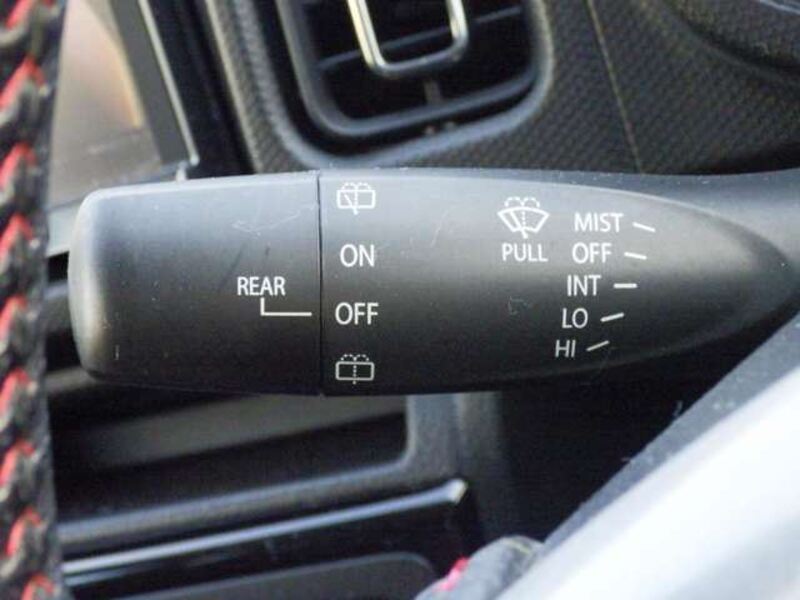 REAR
ON
OFF
PULL
MIST
OFF
INT
LO
HI